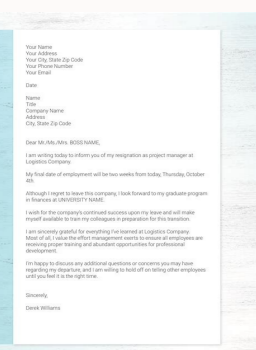 Your Name
Your Address
Your City, State Zip Code
Your Phone Number
Your Email
Date
Name
Title
Company Name
Address
City, State Zip Code
Dear Mr./Ms./Mrs. BOSS NAME,
I am writing today to inform you of my resignation as project manager at
Logistics Company.
My final date of employment will be two weeks from today, Thursday, October
4th.
Although I regret to leave this company, I look forward to my graduate program
in finances at UNIVERSITY NAME.
I wish for the company's continued success upon my leave and will make
myself available to train my colleagues in preparation for this transition.
I am sincerely grateful for everything I've learned at Logistics Company.
Most of all, I value the effort management exerts to ensure all employees are
receiving proper training and abundant opportunities for professional
development.
I'm happy to discuss any additional questions or concerns you may have
regarding my departure, and I am willing to hold off on telling other employees
until you feel it is the right time.
Sincerely,
Derek Williams